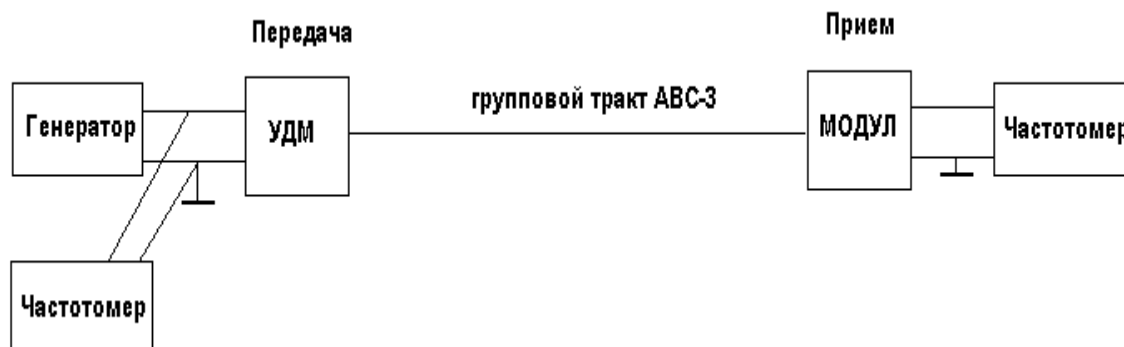 Передача
Прием
Генератор
УДМ
групповой тракт АВС-3
МОДУЛ
Частотомер
Частотомер